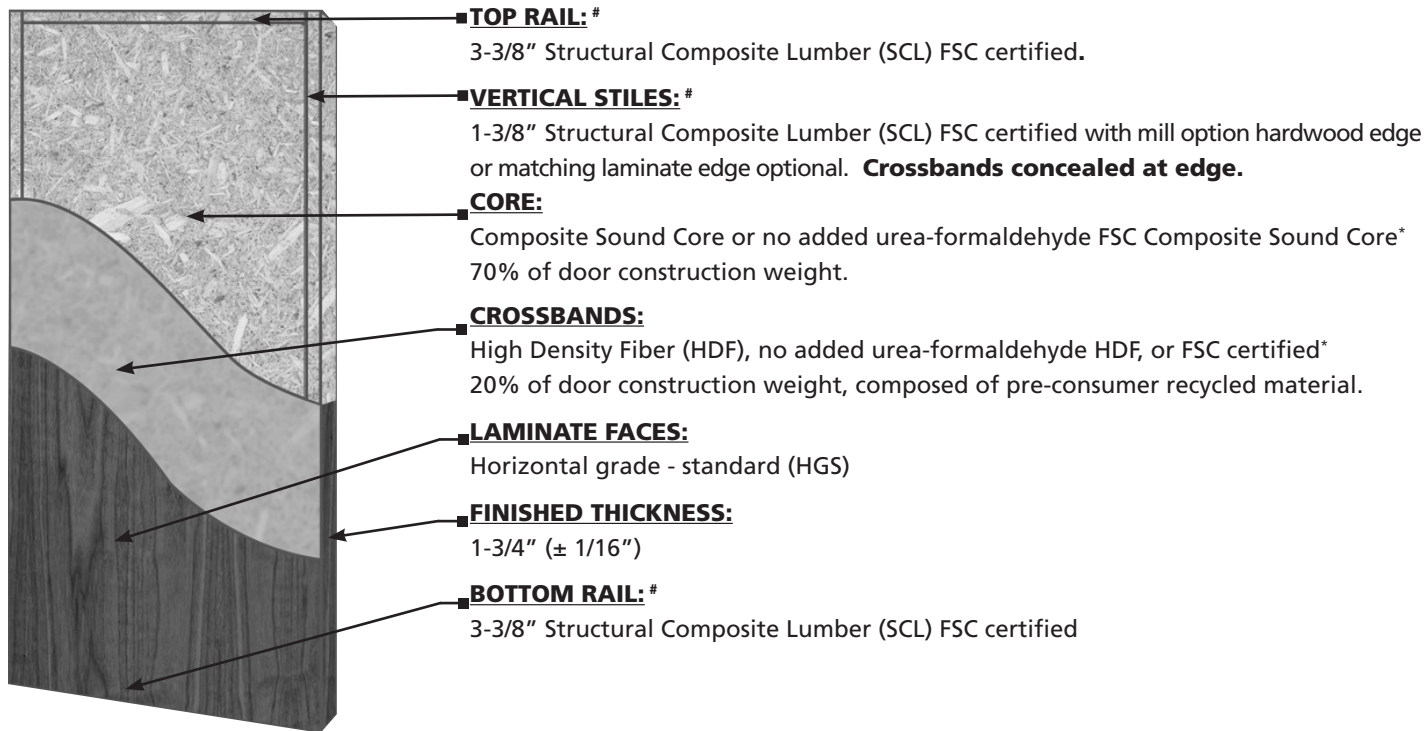 TOP RAIL: #
3-3/8” Structural Composite Lumber (SCL) FSC certified.
VERTICAL STILES: #
1-3/8” Structural Composite Lumber (SCL) FSC certified with mill option hardwood edge
or matching laminate edge optional. Crossbands concealed at edge.
CORE:
Composite Sound Core or no added urea-formaldehyde FSC Composite Sound Core*
70% of door construction weight.
CROSSBANDS:
High Density Fiber (HDF), no added urea-formaldehyde HDF, or FSC certified*
20% of door construction weight, composed of pre-consumer recycled material.
LAMINATE FACES:
Horizontal grade - standard (HGS)
FINISHED THICKNESS:
1-3/4” (± 1/16”)
BOTTOM RAIL: #
3-3/8” Structural Composite Lumber (SCL) FSC certified